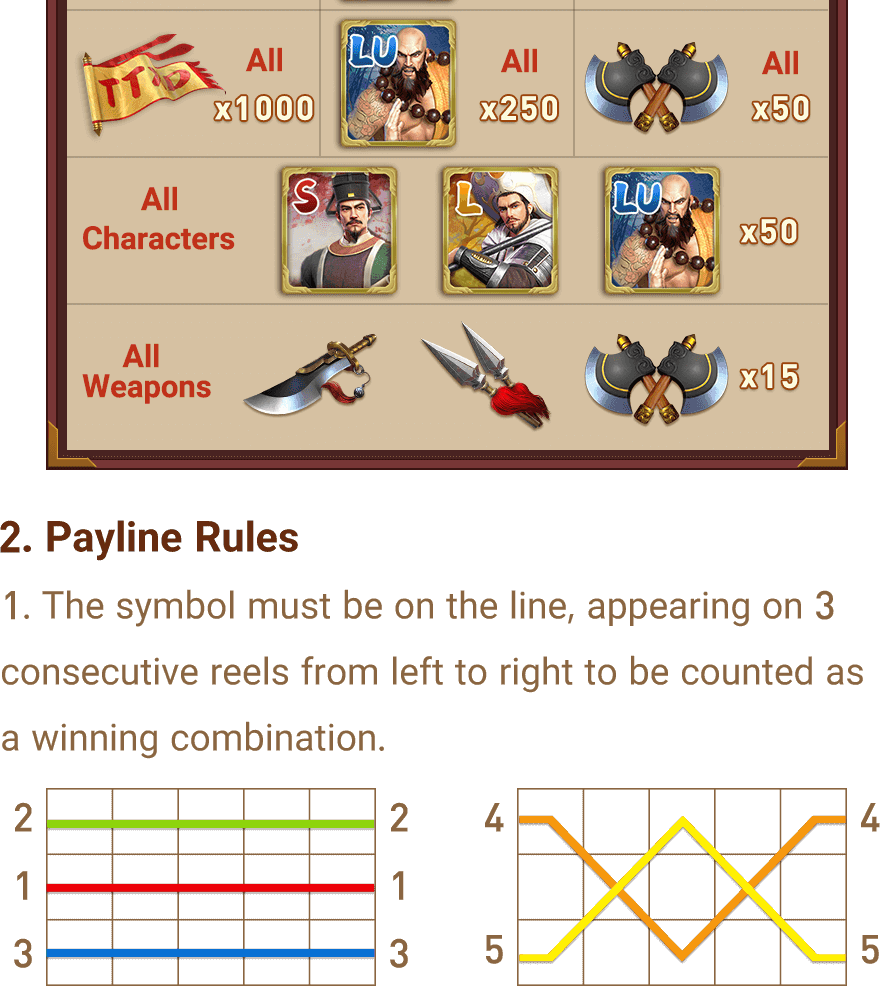 All
x1000
LU
All
x250
All
x50
All
Characters
S
L
LU
x50
All
Weapons
x15
2. Payline Rules
1. The symbol must be on the line, appearing on 3
consecutive reels from left to right to be counted as
a winning combination.
2 2
1 1
3 3
4 4
5 5